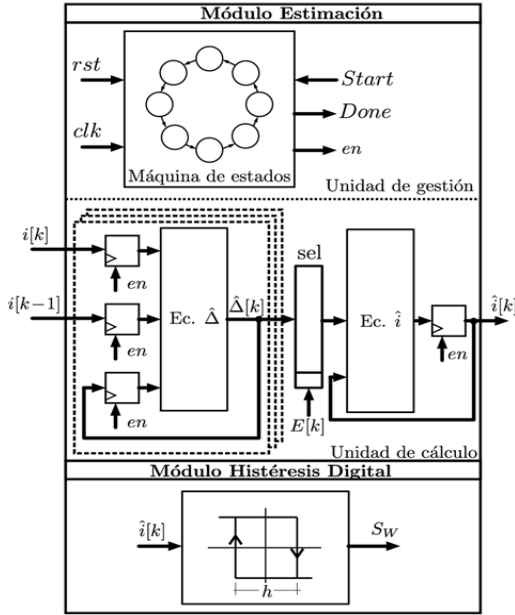 Módulo Estimación
rst
Start
Done
clk
en
Máquina de estados
Unidad de gestión
i[k]
sel
en
i[k−1]
Ec. Δ̂
Δ̂[k]
Ec. î
î[k]
en
en
en
E[k]
Unidad de cálculo
Módulo Histéresis Digital
î[k]
S_W
h